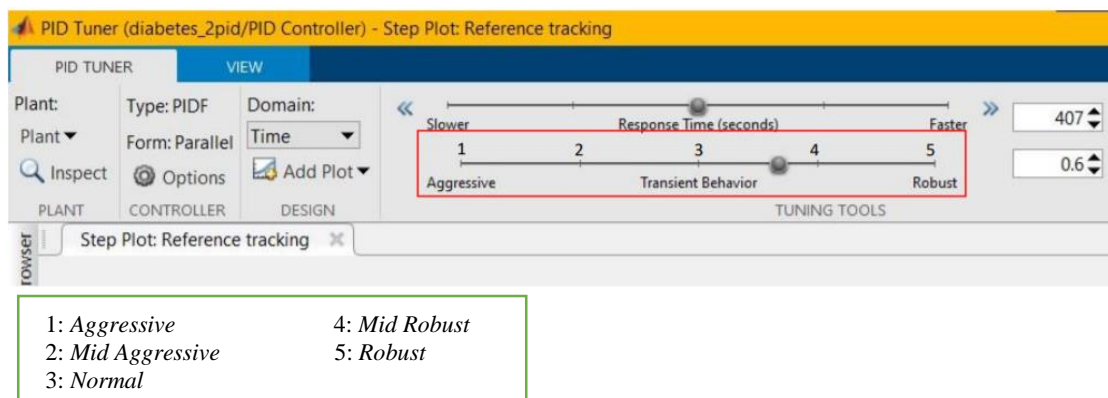 PID Tuner (diabetes_2pid/PID Controller) - Step Plot: Reference tracking
PID TUNER VIEW
Plant: Type: PIDF Domain:
Plant Form: Parallel Time
Inspect Options Add Plot
PLANT CONTROLLER DESIGN
Slower Response Time (seconds) Faster 407
1 2 3 4 5
Aggressive Transient Behavior Robust 0.6
TUNING TOOLS
Step Plot: Reference tracking
rowser
1: Aggressive 4: Mid Robust
2: Mid Aggressive 5: Robust
3: Normal